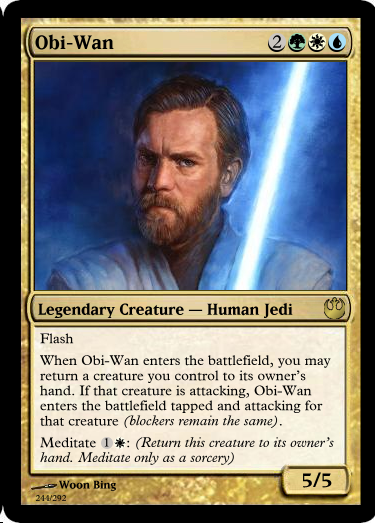 Obi-Wan 2
Legendary Creature — Human Jedi
Flash
When Obi-Wan enters the battlefield, you may
return a creature you control to its owner's
hand. If that creature is attacking, Obi-Wan
enters the battlefield tapped and attacking for
that creature (blockers remain the same).
Meditate 1: (Return this creature to its owner's
hand. Meditate only as a sorcery)
5/5
Woon Bing
244/292